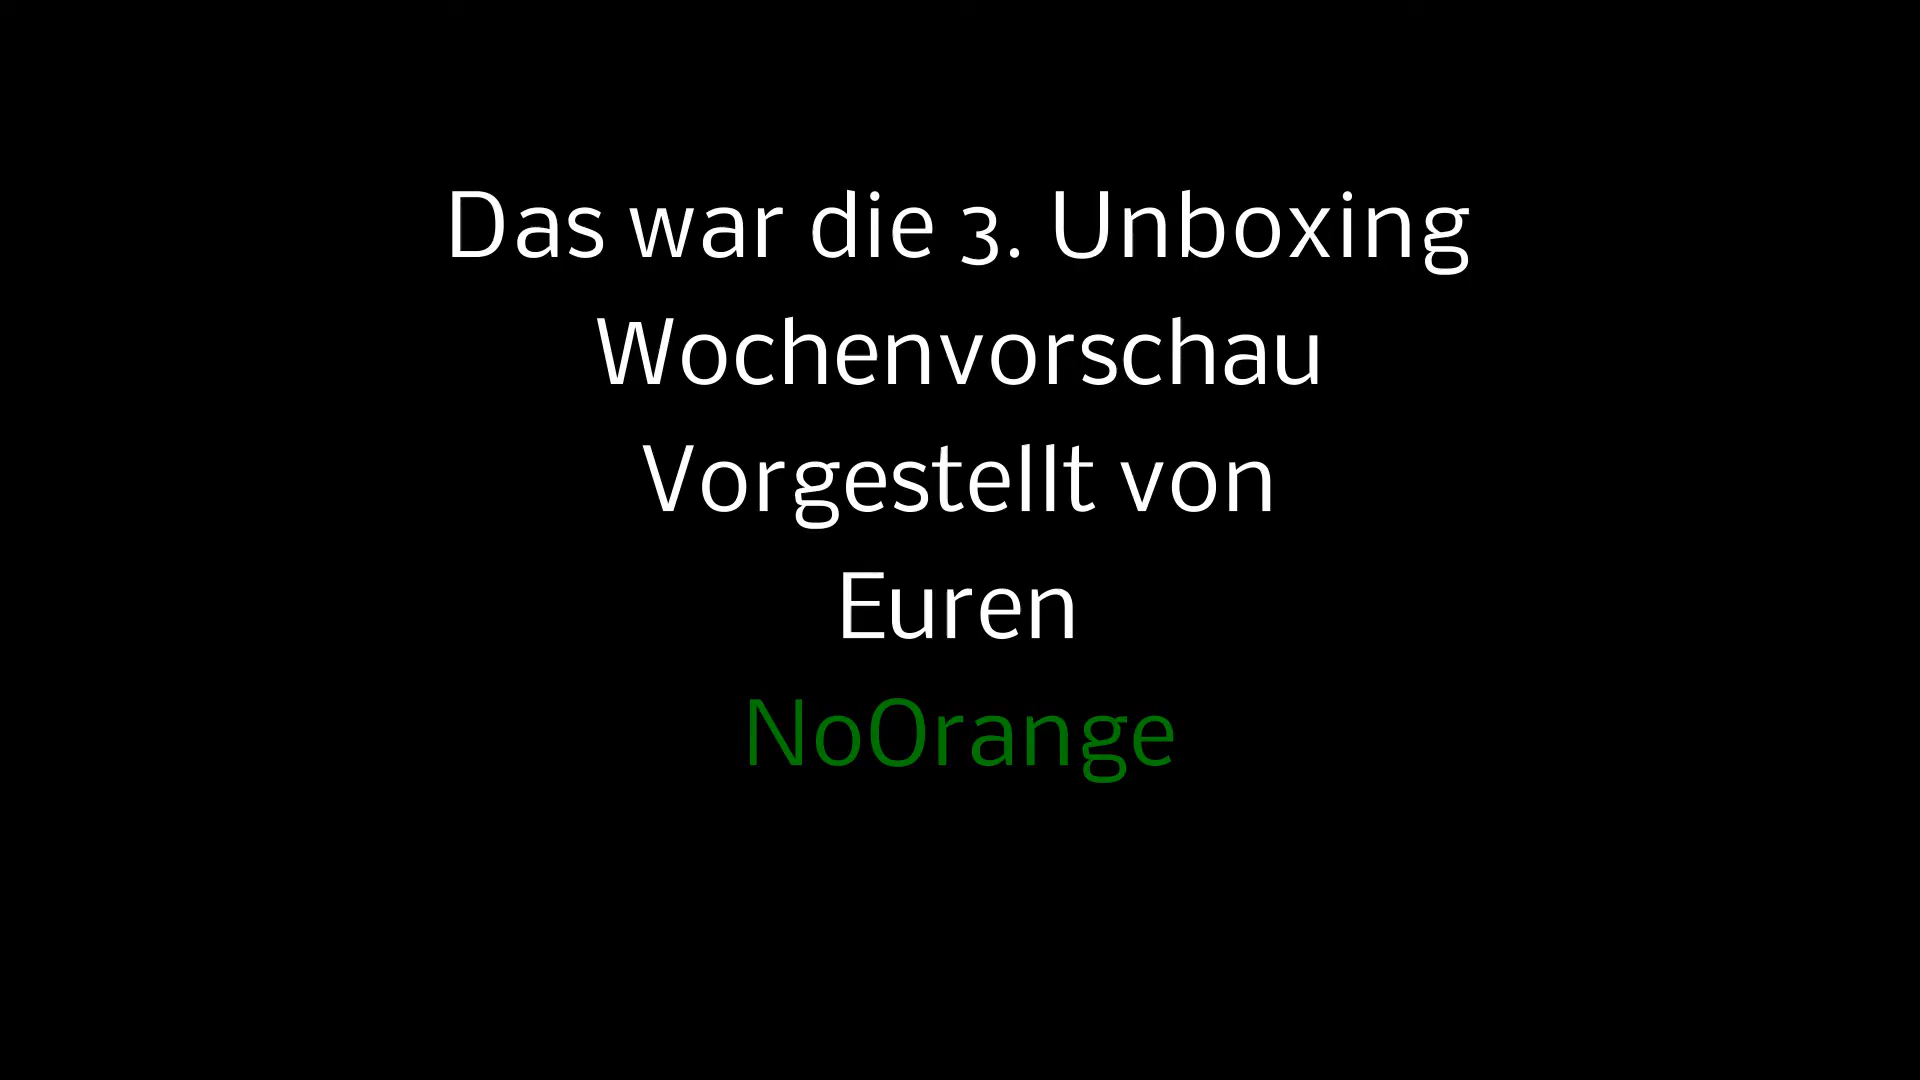 Das war die 3. Unboxing
Wochenvorschau
Vorgestellt von
Euren
NoOrange